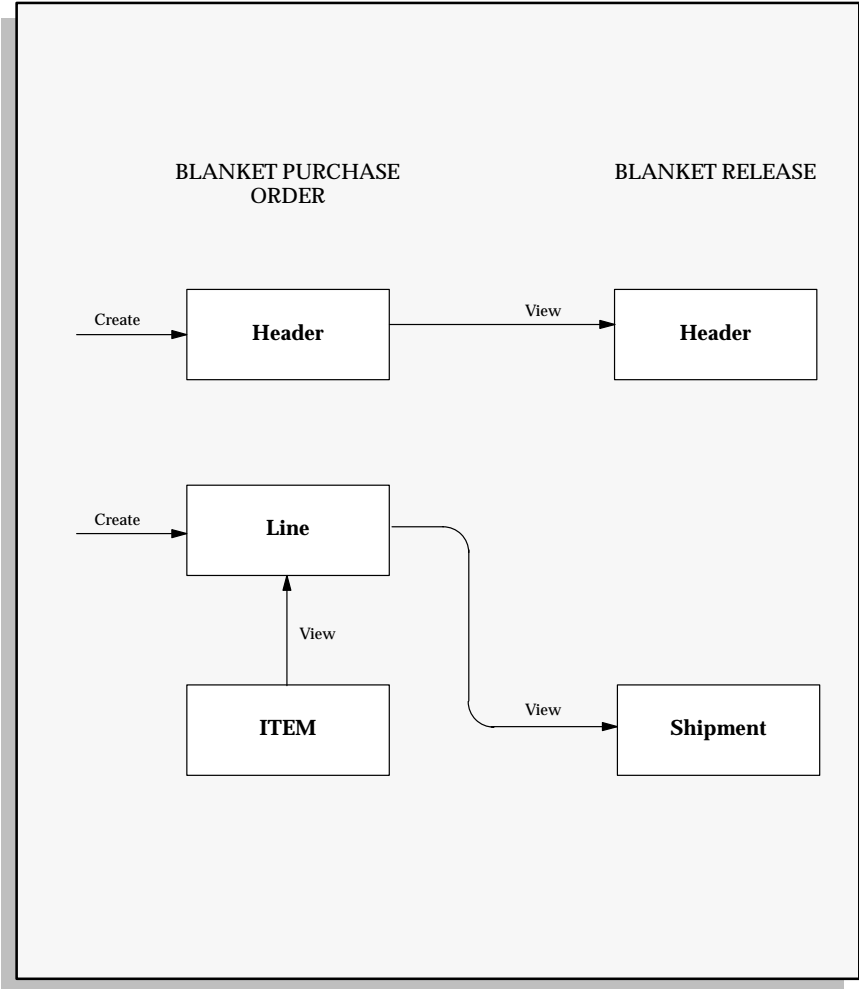 BLANKET PURCHASE
ORDER
BLANKET RELEASE
Create
Header
View
Header
Create
Line
View
ITEM
View
Shipment